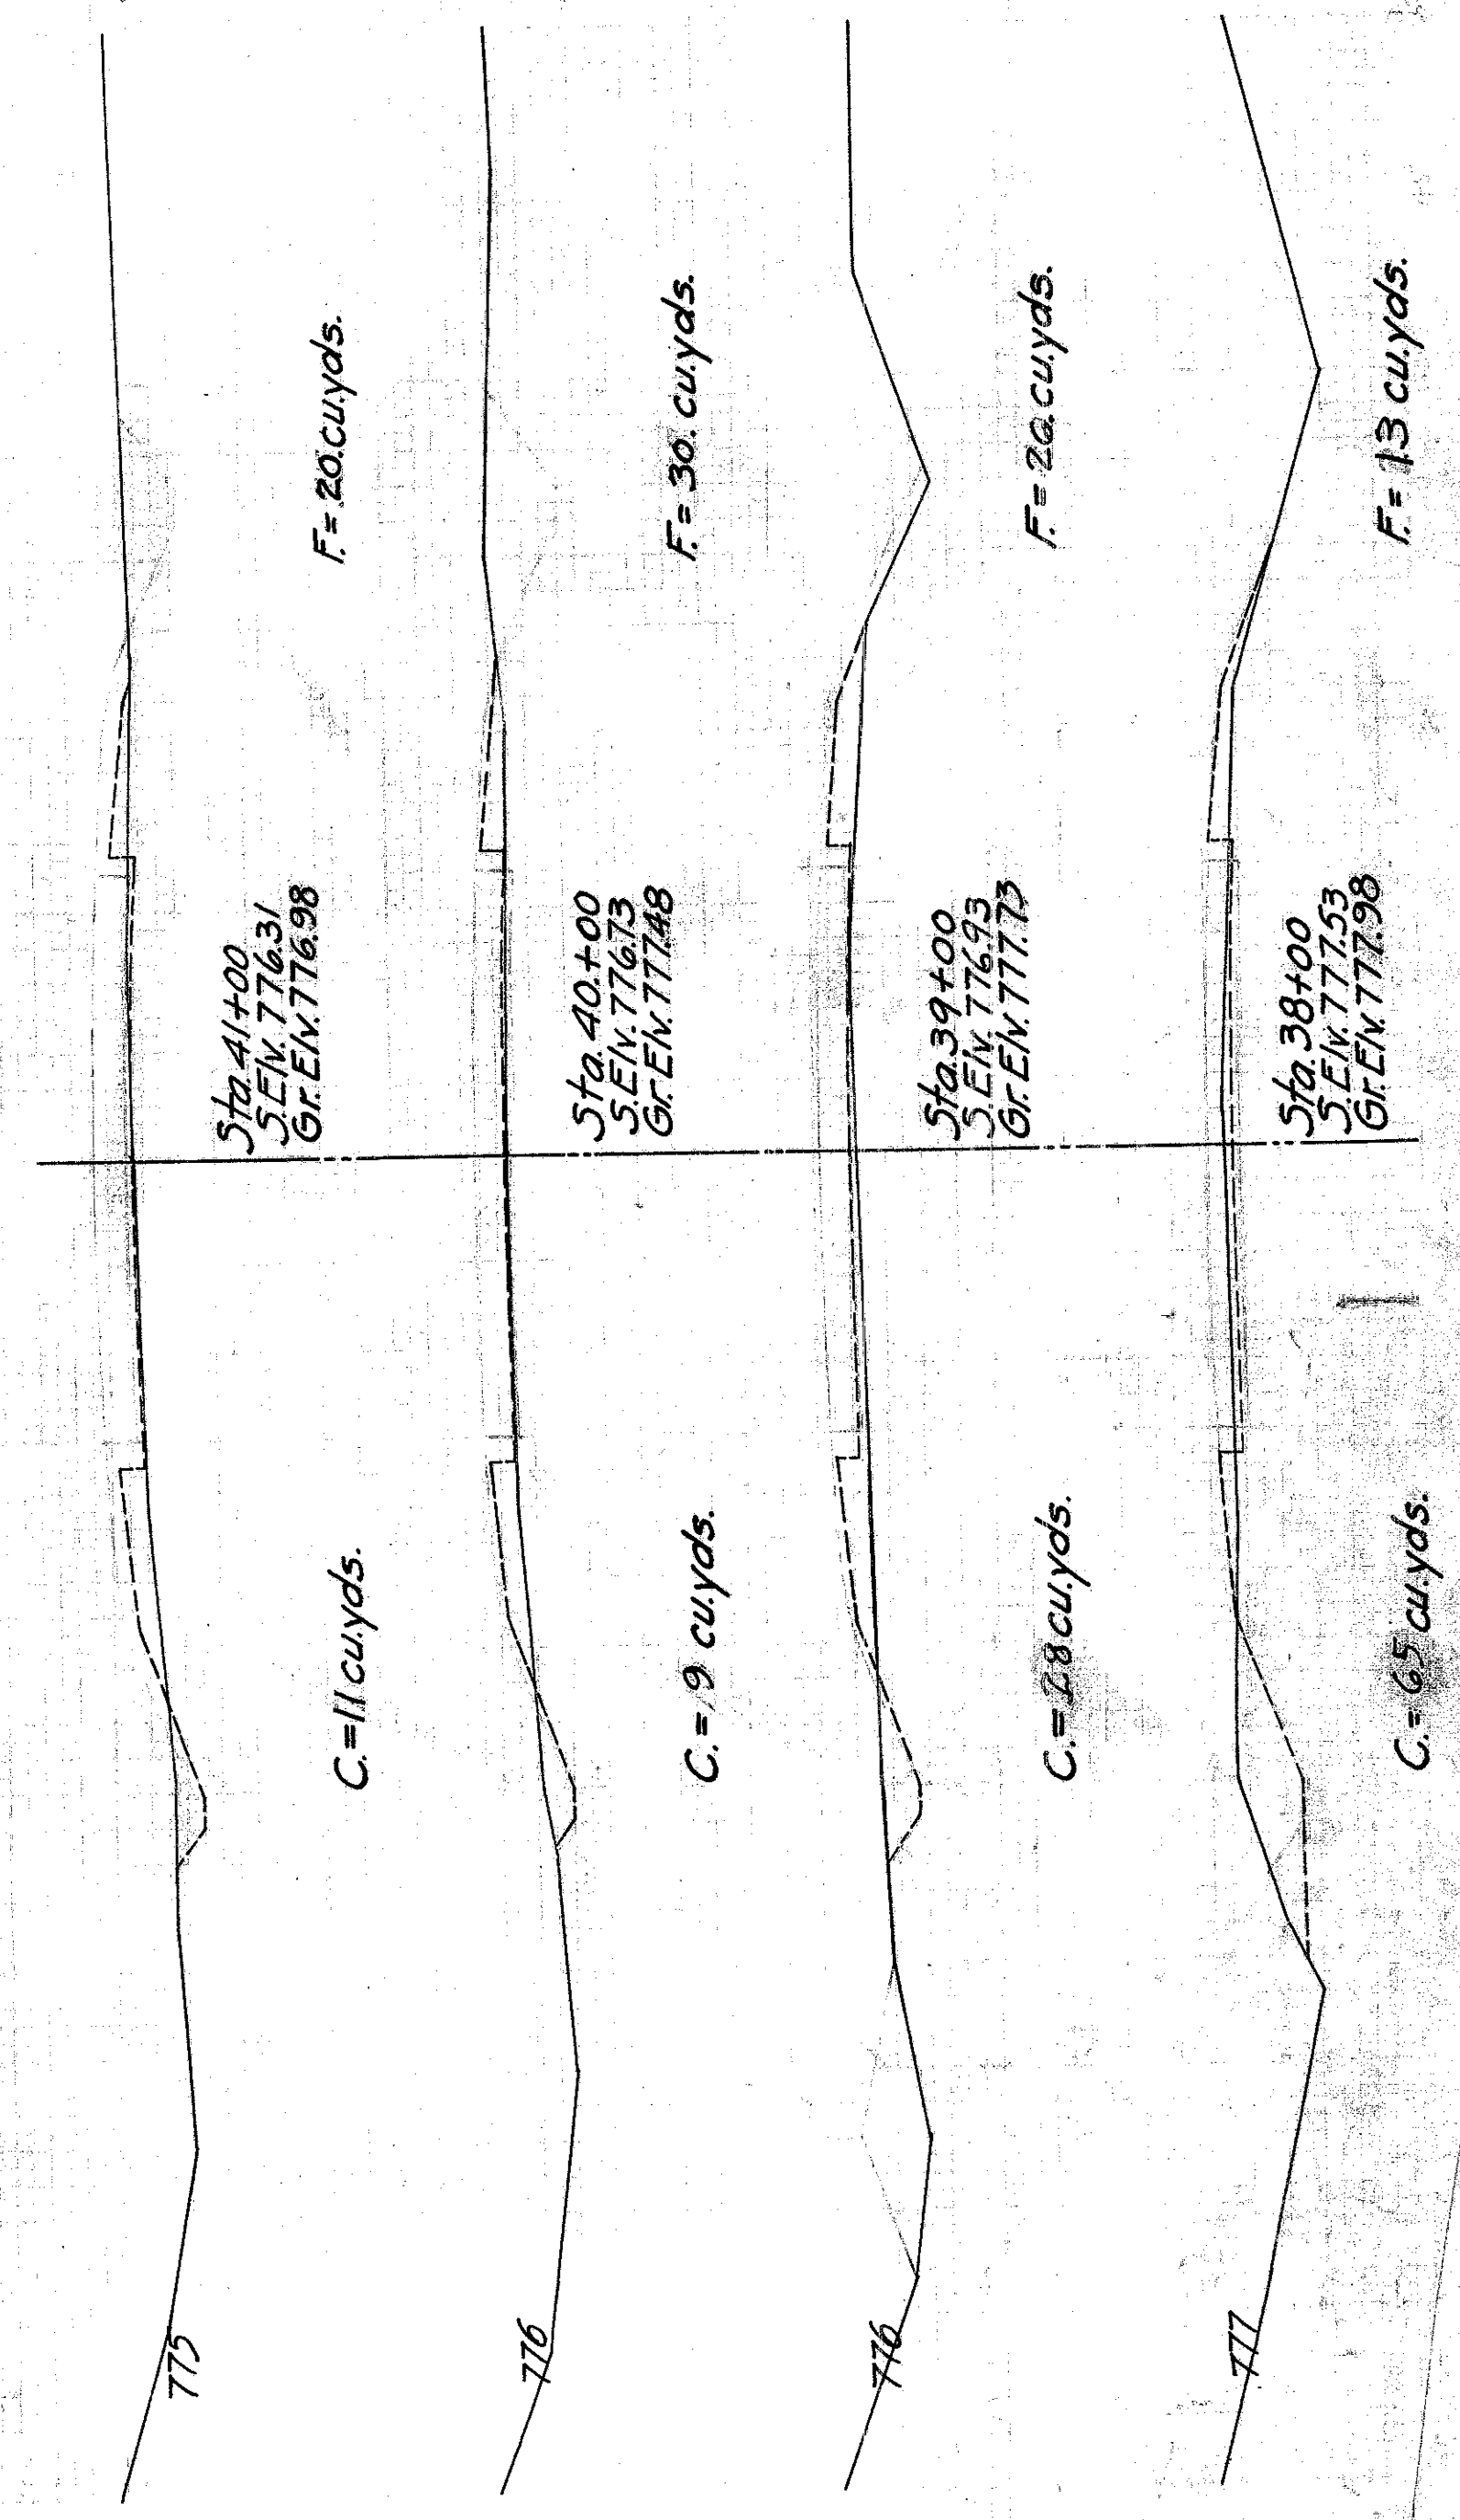 775
C.=11.cu.yds.
Sta.41+00
S.Elv.776.31
Gr.Elv.776.98
F.=20.cu.yds.
776
C.=19 cu.yds.
Sta.40.+00
S.Elv.776.73
Gr.Elv.777.48
F.=30.cu.yds.
776
C.=28 cu.yds.
Sta.39+00
S.Elv.776.93
Gr.Elv.777.73
F.=26.cu.yds.
777
C.=65 cu.yds.
Sta.38+00
S.Elv.777.53
Gr.Elv.777.98
F.=13 cu.yds.